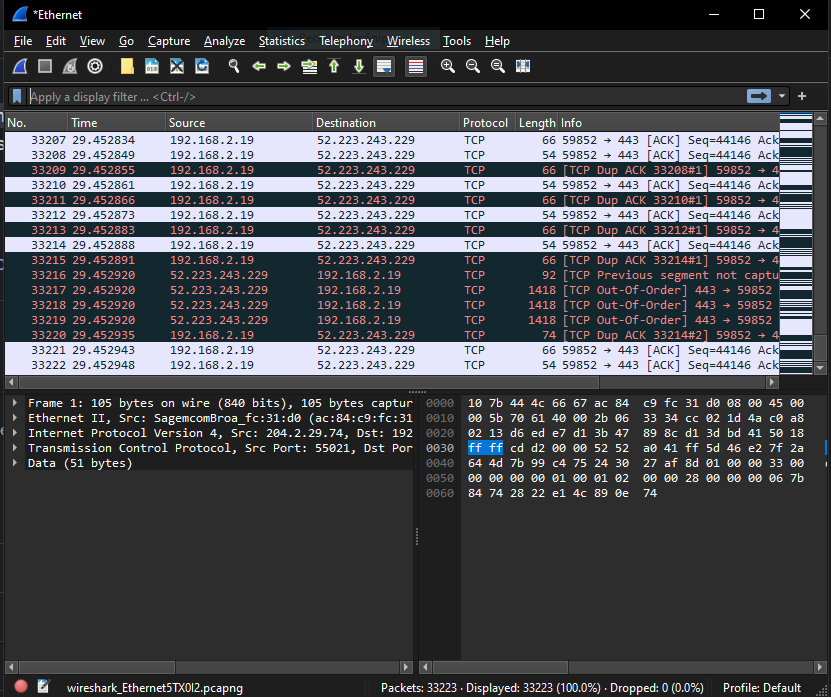 *Ethernet
File Edit View Go Capture Analyze Statistics Telephony Wireless Tools Help
Apply a display filter ... <Ctrl-/>
No. Time Source Destination Protocol Length Info
33207 29.452834 192.168.2.19 52.223.243.229 TCP 66 59852 → 443 [ACK] Seq=44146 Ack
33208 29.452849 192.168.2.19 52.223.243.229 TCP 54 59852 → 443 [ACK] Seq=44146 Ack
33209 29.452855 192.168.2.19 52.223.243.229 TCP 66 [TCP Dup ACK 33208#1] 59852 → 4
33210 29.452861 192.168.2.19 52.223.243.229 TCP 54 59852 → 443 [ACK] Seq=44146 Ack
33211 29.452866 192.168.2.19 52.223.243.229 TCP 66 [TCP Dup ACK 33210#1] 59852 → 4
33212 29.452873 192.168.2.19 52.223.243.229 TCP 54 59852 → 443 [ACK] Seq=44146 Ack
33213 29.452883 192.168.2.19 52.223.243.229 TCP 66 [TCP Dup ACK 33212#1] 59852 → 4
33214 29.452888 192.168.2.19 52.223.243.229 TCP 54 59852 → 443 [ACK] Seq=44146 Ack
33215 29.452891 192.168.2.19 52.223.243.229 TCP 66 [TCP Dup ACK 33214#1] 59852 → 4
33216 29.452920 52.223.243.229 192.168.2.19 TCP 92 [TCP Previous segment not captu
33217 29.452920 52.223.243.229 192.168.2.19 TCP 1418 [TCP Out-Of-Order] 443 → 59852
33218 29.452920 52.223.243.229 192.168.2.19 TCP 1418 [TCP Out-Of-Order] 443 → 59852
33219 29.452920 52.223.243.229 192.168.2.19 TCP 1418 [TCP Out-Of-Order] 443 → 59852
33220 29.452935 192.168.2.19 52.223.243.229 TCP 74 [TCP Dup ACK 33214#2] 59852 → 4
33221 29.452943 192.168.2.19 52.223.243.229 TCP 66 59852 → 443 [ACK] Seq=44146 Ack
33222 29.452948 192.168.2.19 52.223.243.229 TCP 54 59852 → 443 [ACK] Seq=44146 Ack
Frame 1: 105 bytes on wire (840 bits), 105 bytes captur
Ethernet II, Src: SagemcomBroa_fc:31:d0 (ac:84:c9:fc:31
Internet Protocol Version 4, Src: 204.2.29.74, Dst: 192
Transmission Control Protocol, Src Port: 55021, Dst Por
Data (51 bytes)
0000 10 7b 44 4c 66 67 ac 84 c9 fc 31 d0 08 00 45 00
0010 00 5b 70 61 40 00 2b 06 33 34 cc 02 1d 4a c0 a8
0020 02 13 d6 ed e7 d1 3b 47 89 8c d1 3d bd 41 50 18
0030 ff ff cd d2 00 00 52 52 a0 41 ff 5d 46 e2 7f 2a
0040 64 4d 7b 99 c4 75 24 30 27 af 8d 01 00 00 33 00
0050 00 00 00 00 01 00 01 02 00 00 28 00 00 00 06 7b
0060 84 74 28 22 e1 4c 89 0e 74
wireshark_Ethernet5TX0I2.pcapng Packets: 33223 · Displayed: 33223 (100.0%) · Dropped: 0 (0.0%) Profile: Default